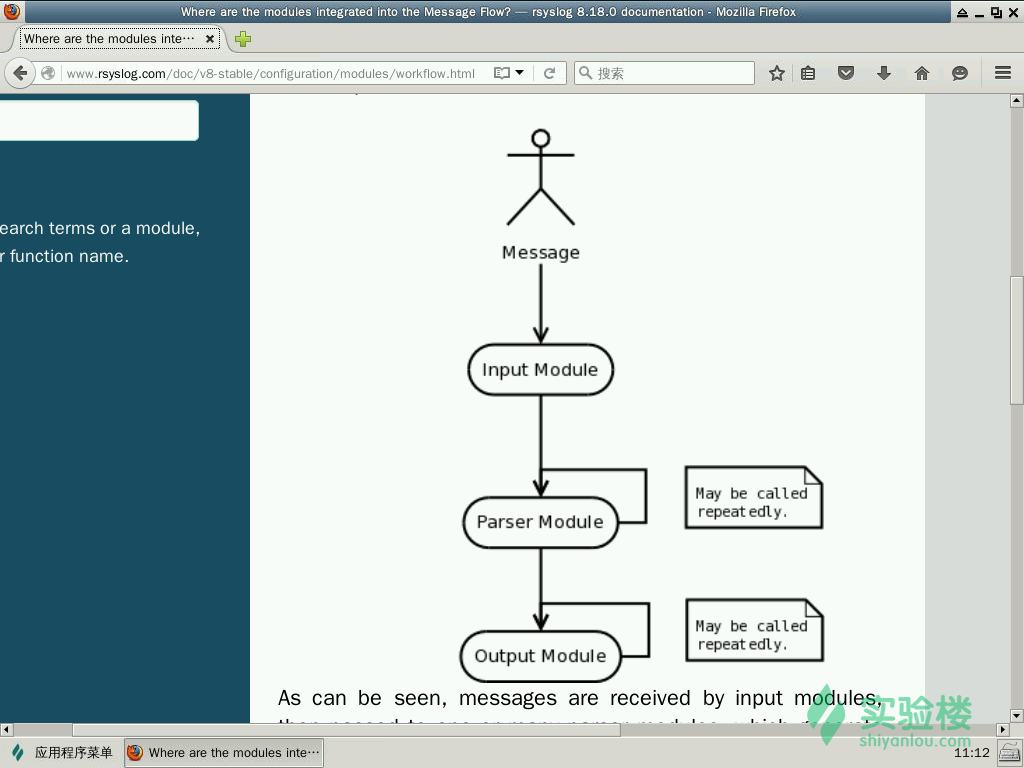 Where are the modules integrated into the Message Flow? — rsyslog 8.18.0 documentation - Mozilla Firefox
Where are the modules inte···
www.rsyslog.com/doc/v8-stable/configuration/modules/workflow.html
搜索
earch terms or a module,
r function name.
Message
Input Module
Parser Module
May be called
repeatedly.
Output Module
May be called
repeatedly.
As can be seen, messages are received by input modules,
实验楼
shiyanlou.com
应用程序菜单
Where are the modules inte···
11:12